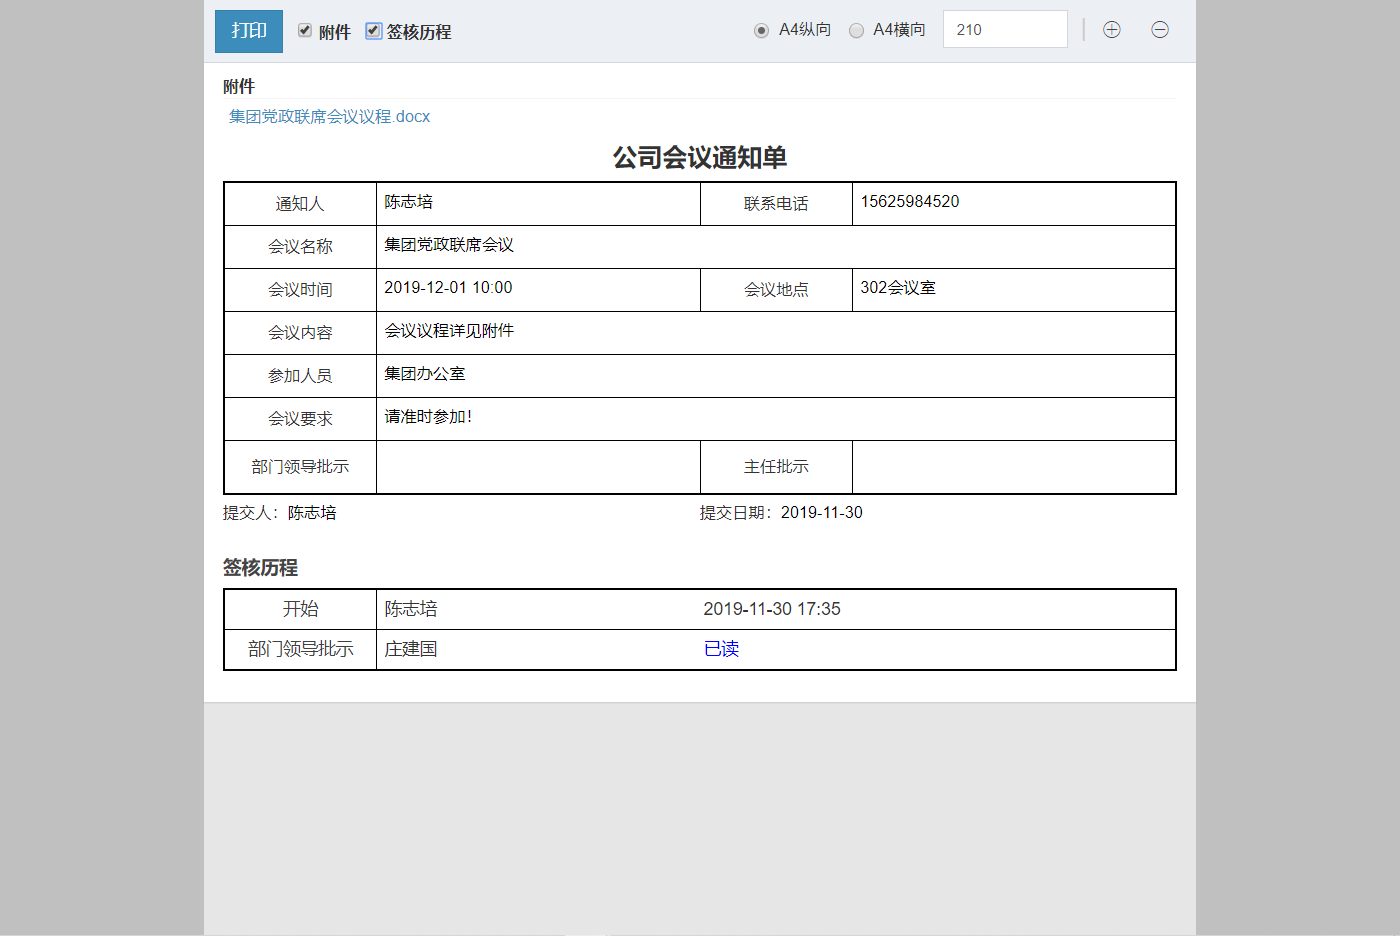 打印 附件 签核历程 A4纵向 A4横向 210
附件
集团党政联席会议议程.docx
公司会议通知单
通知人 陈志培 联系电话 15625984520
会议名称 集团党政联席会议
会议时间 2019-12-01 10:00 会议地点 302会议室
会议内容 会议议程详见附件
参加人员 集团办公室
会议要求 请准时参加！
部门领导批示 主任批示
提交人：陈志培 提交日期：2019-11-30
签核历程
开始 陈志培 2019-11-30 17:35
部门领导批示 庄建国 已读